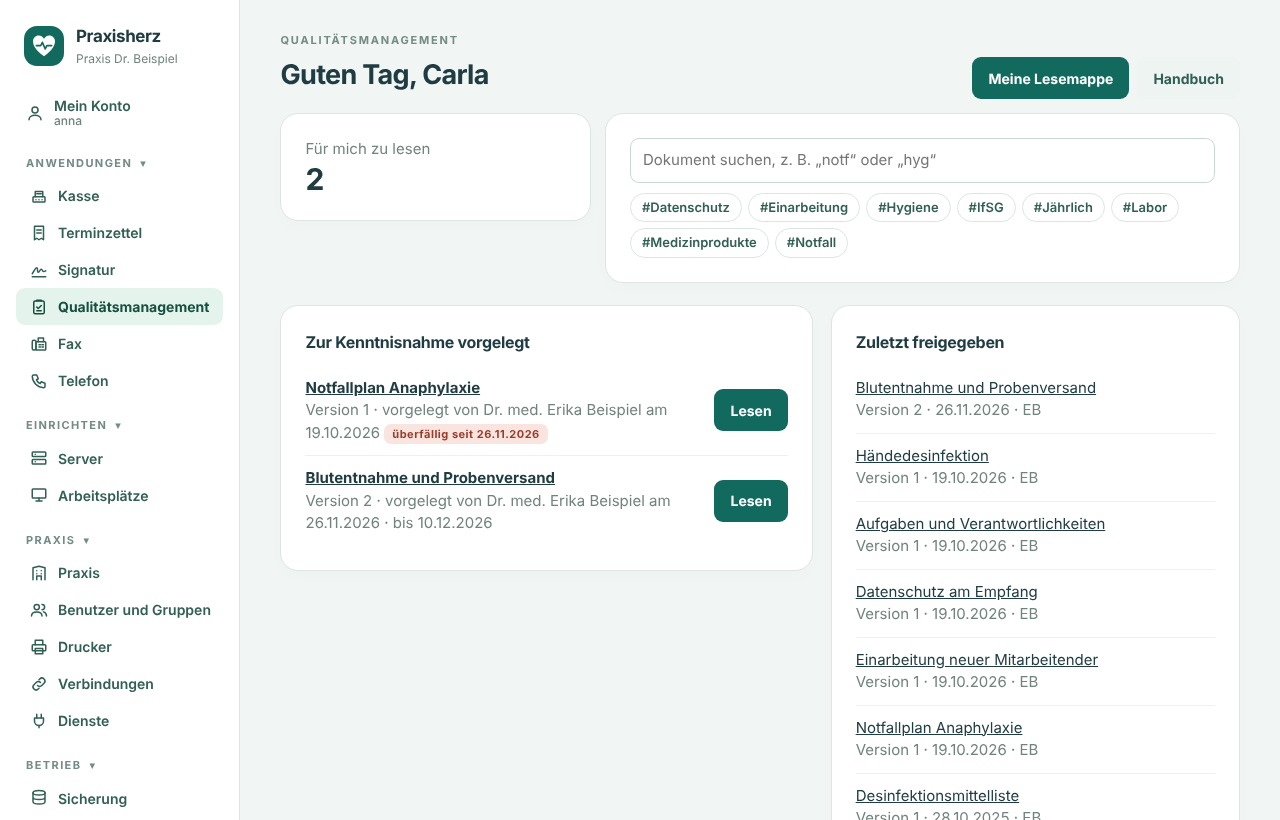 Praxisherz
Praxis Dr. Beispiel
Mein Konto
anna
ANWENDUNGEN ▾
Kasse
Terminzettel
Signatur
Qualitätsmanagement
Fax
Telefon
EINRICHTEN ▾
Server
Arbeitsplätze
PRAXIS ▾
Praxis
Benutzer und Gruppen
Drucker
Verbindungen
Dienste
BETRIEB ▾
Sicherung
QUALITÄTSMANAGEMENT
Guten Tag, Carla
Meine Lesemappe
Handbuch
Für mich zu lesen
2
Dokument suchen, z. B. „notf“ oder „hyg“
#Datenschutz #Einarbeitung #Hygiene #IfSG #Jährlich #Labor
#Medizinprodukte #Notfall
Zur Kenntnisnahme vorgelegt
Notfallplan Anaphylaxie
Version 1 · vorgelegt von Dr. med. Erika Beispiel am
19.10.2026 überfällig seit 26.11.2026
Lesen
Blutentnahme und Probenversand
Version 2 · vorgelegt von Dr. med. Erika Beispiel am
26.11.2026 · bis 10.12.2026
Lesen
Zuletzt freigegeben
Blutentnahme und Probenversand
Version 2 · 26.11.2026 · EB
Händedesinfektion
Version 1 · 19.10.2026 · EB
Aufgaben und Verantwortlichkeiten
Version 1 · 19.10.2026 · EB
Datenschutz am Empfang
Version 1 · 19.10.2026 · EB
Einarbeitung neuer Mitarbeitender
Version 1 · 19.10.2026 · EB
Notfallplan Anaphylaxie
Version 1 · 19.10.2026 · EB
Desinfektionsmittelliste
Version 1 · 28.10.2025 · EB